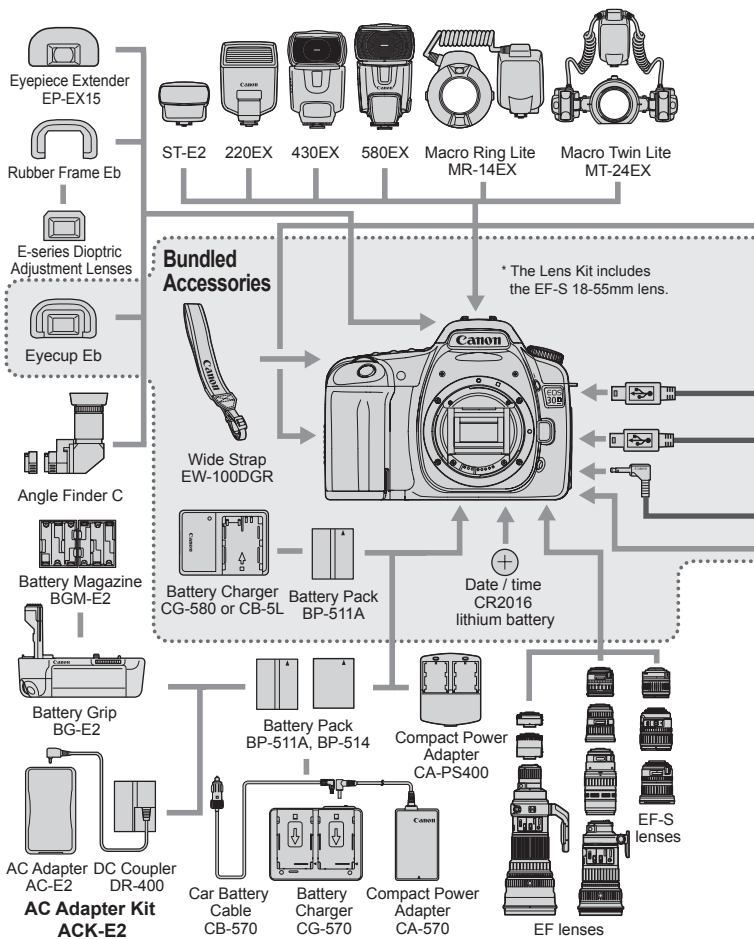 Eyepiece Extender
EP-EX15
Rubber Frame Eb
E-series Dioptric
Adjustment Lenses
Eyecup Eb
Angle Finder C
Battery Magazine
BGM-E2
Canon
Battery Grip
BG-E2
AC Adapter
AC-E2
DC Coupler
DR-400
AC Adapter Kit
ACK-E2
ST-E2
Canon
220EX
430EX
Canon
580EX
Macro Ring Lite
MR-14EX
Macro Twin Lite
MT-24EX
Bundled
Accessories
* The Lens Kit includes
the EF-S 18-55mm lens.
Canon
Wide Strap
EW-100DGR
Canon
EOS
30D
Canon
Battery Charger
CG-580 or CB-5L
Battery Pack
BP-511A
Date / time
CR2016
lithium battery
Battery Pack
BP-511A, BP-514
Compact Power
Adapter
CA-PS400
Car Battery
Cable
CB-570
Battery
Charger
CG-570
Canon
Compact Power
Adapter
CA-570
EF lenses
EF-S
lenses